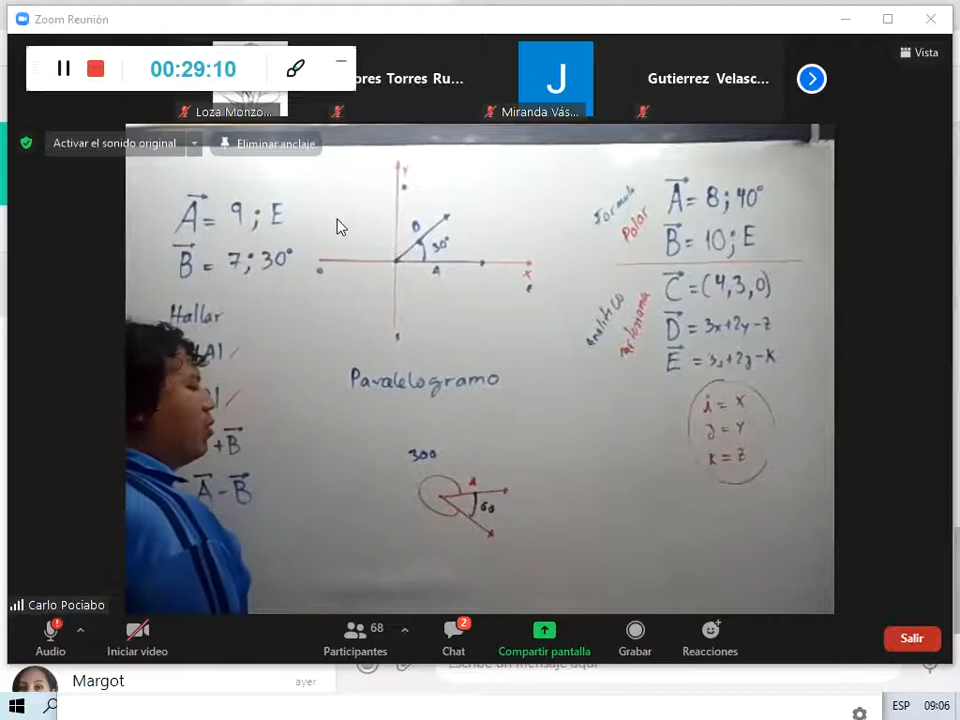 Zoom Reunión
00:29:10
Vista
ores Torres Ru...
J
Gutierrez Velasc...
Loza Monzo...
Miranda Vás...
Activar el sonido original
Eliminar anclaje
A = 9 ; E
B = 7 ; 30°
Hallar
|A|
+ B
A - B
Y
B
30°
A
X
E
Paralelogramo
300
A
60
Formula
Polar
A = 8 ; 40°
B = 10 ; E
analitico
C = (4,3,0)
D = 3x+2y-z
E = 3i+2j-k
i = x
j = y
k = z
Carlo Pociabo
Audio
Iniciar video
68
Participantes
2
Chat
Compartir pantalla
Grabar
Reacciones
Salir
Escribe un mensaje aquí
Margot
ayer
ESP
09:06